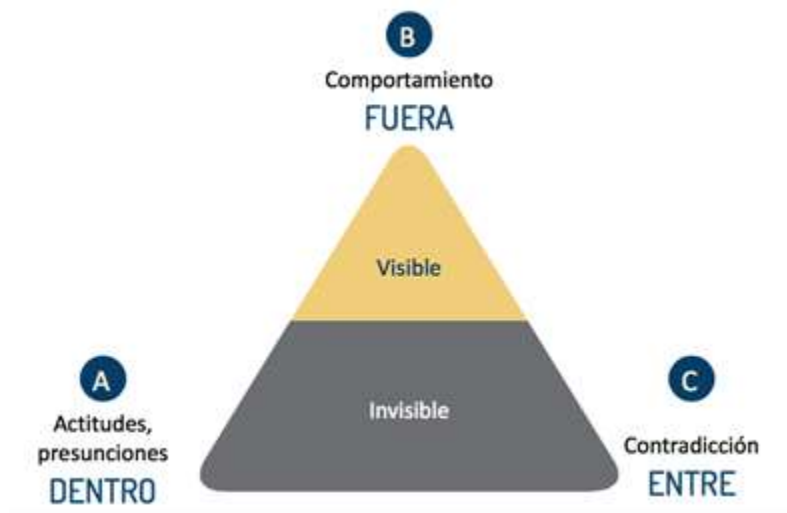 B
Comportamiento
FUERA
Visible
A
Actitudes,
presunciones
DENTRO
Invisible
C
Contradicción
ENTRE